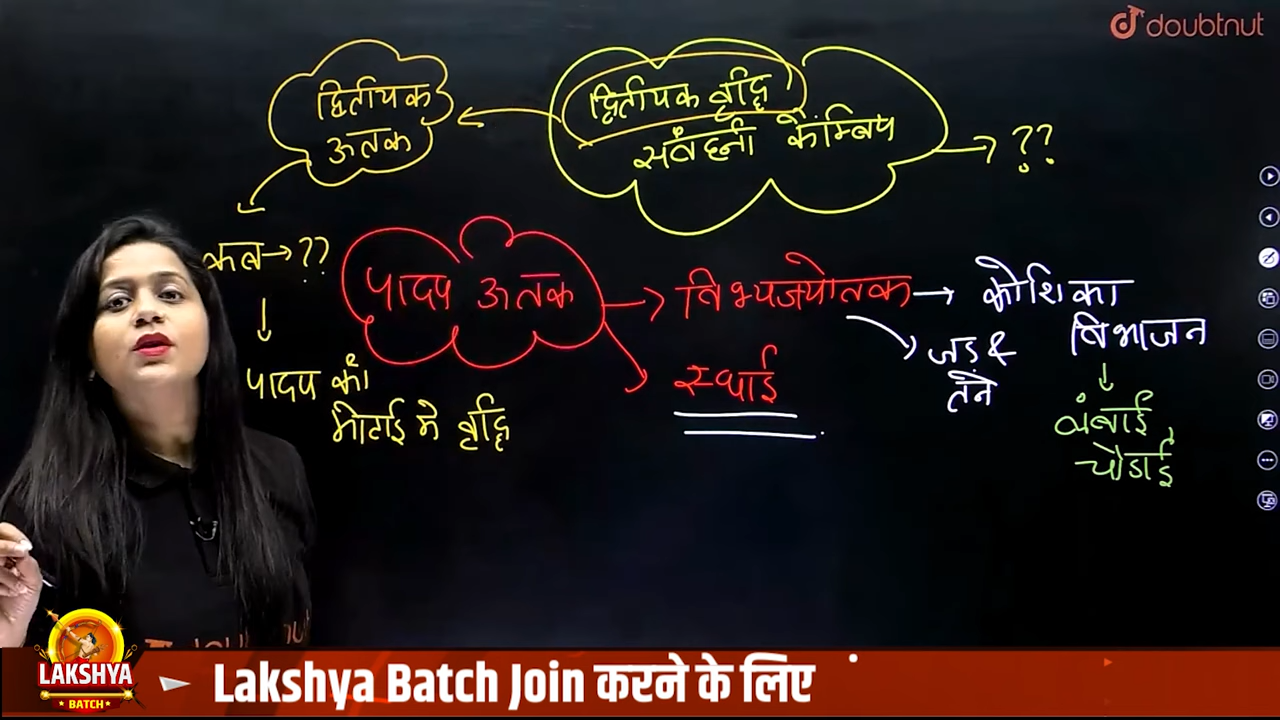 doubtnut
द्वितीयक
ऊतक
द्वितीयक वृद्धि
संवहनी केम्बियम
??
कब → ??
पादप की
मोटाई मे वृद्धि
पादप ऊतक
विभज्योतक
स्थाई
कोशिका
विभाजन
जड़ &
तने
लंबाई,
चौडाई
LAKSHYA
BATCH
Lakshya Batch Join करने के लिए